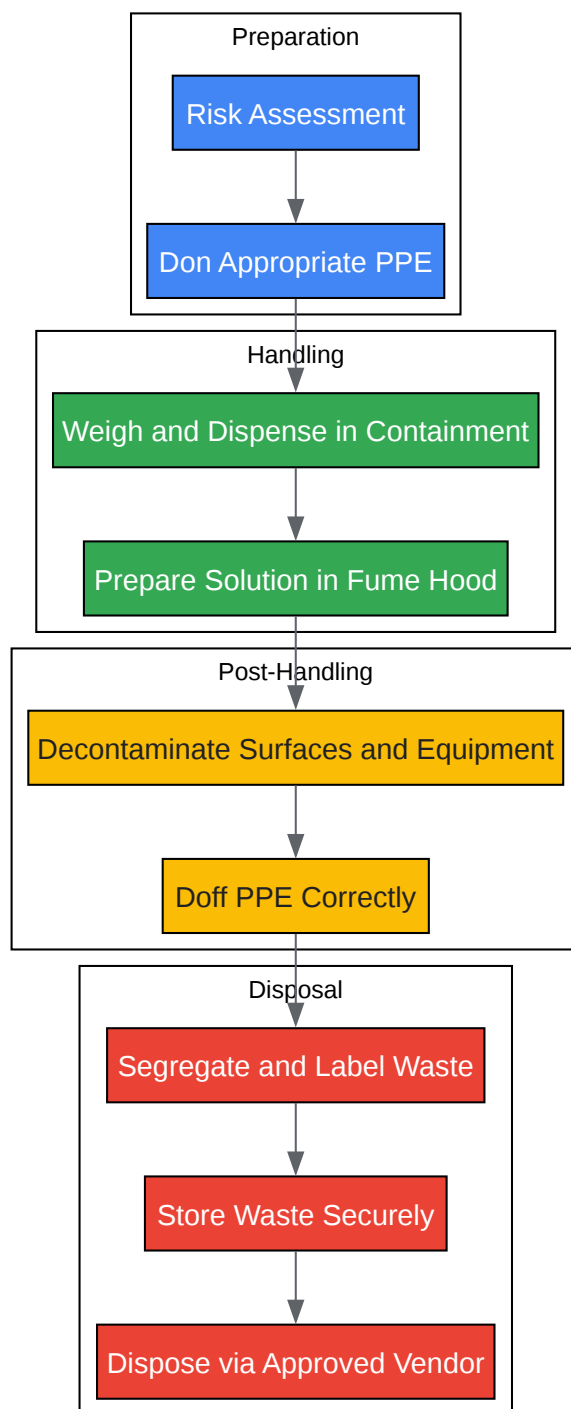 Preparation
Risk Assessment
Don Appropriate PPE
Handling
Weigh and Dispense in Containment
Prepare Solution in Fume Hood
Post-Handling
Decontaminate Surfaces and Equipment
Doff PPE Correctly
Disposal
Segregate and Label Waste
Store Waste Securely
Dispose via Approved Vendor